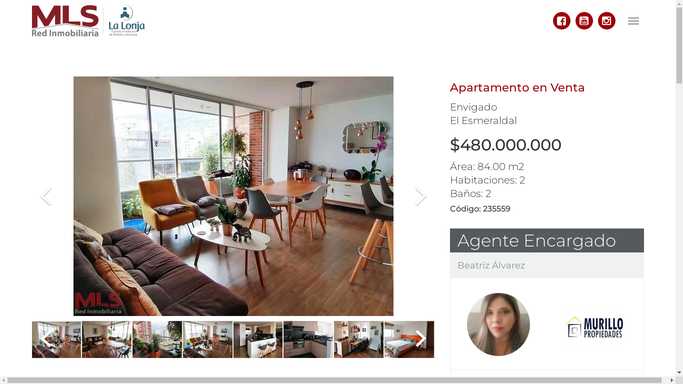 MLS
Red Inmobiliaria
La Lonja
Apartamento en Venta
Envigado
El Esmeraldal
$480.000.000
Área: 84.00 m2
Habitaciones: 2
Baños: 2
Código: 235559
MLS
Red Inmobiliaria
Agente Encargado
Beatriz Álvarez
MURILLO
PROPIEDADES